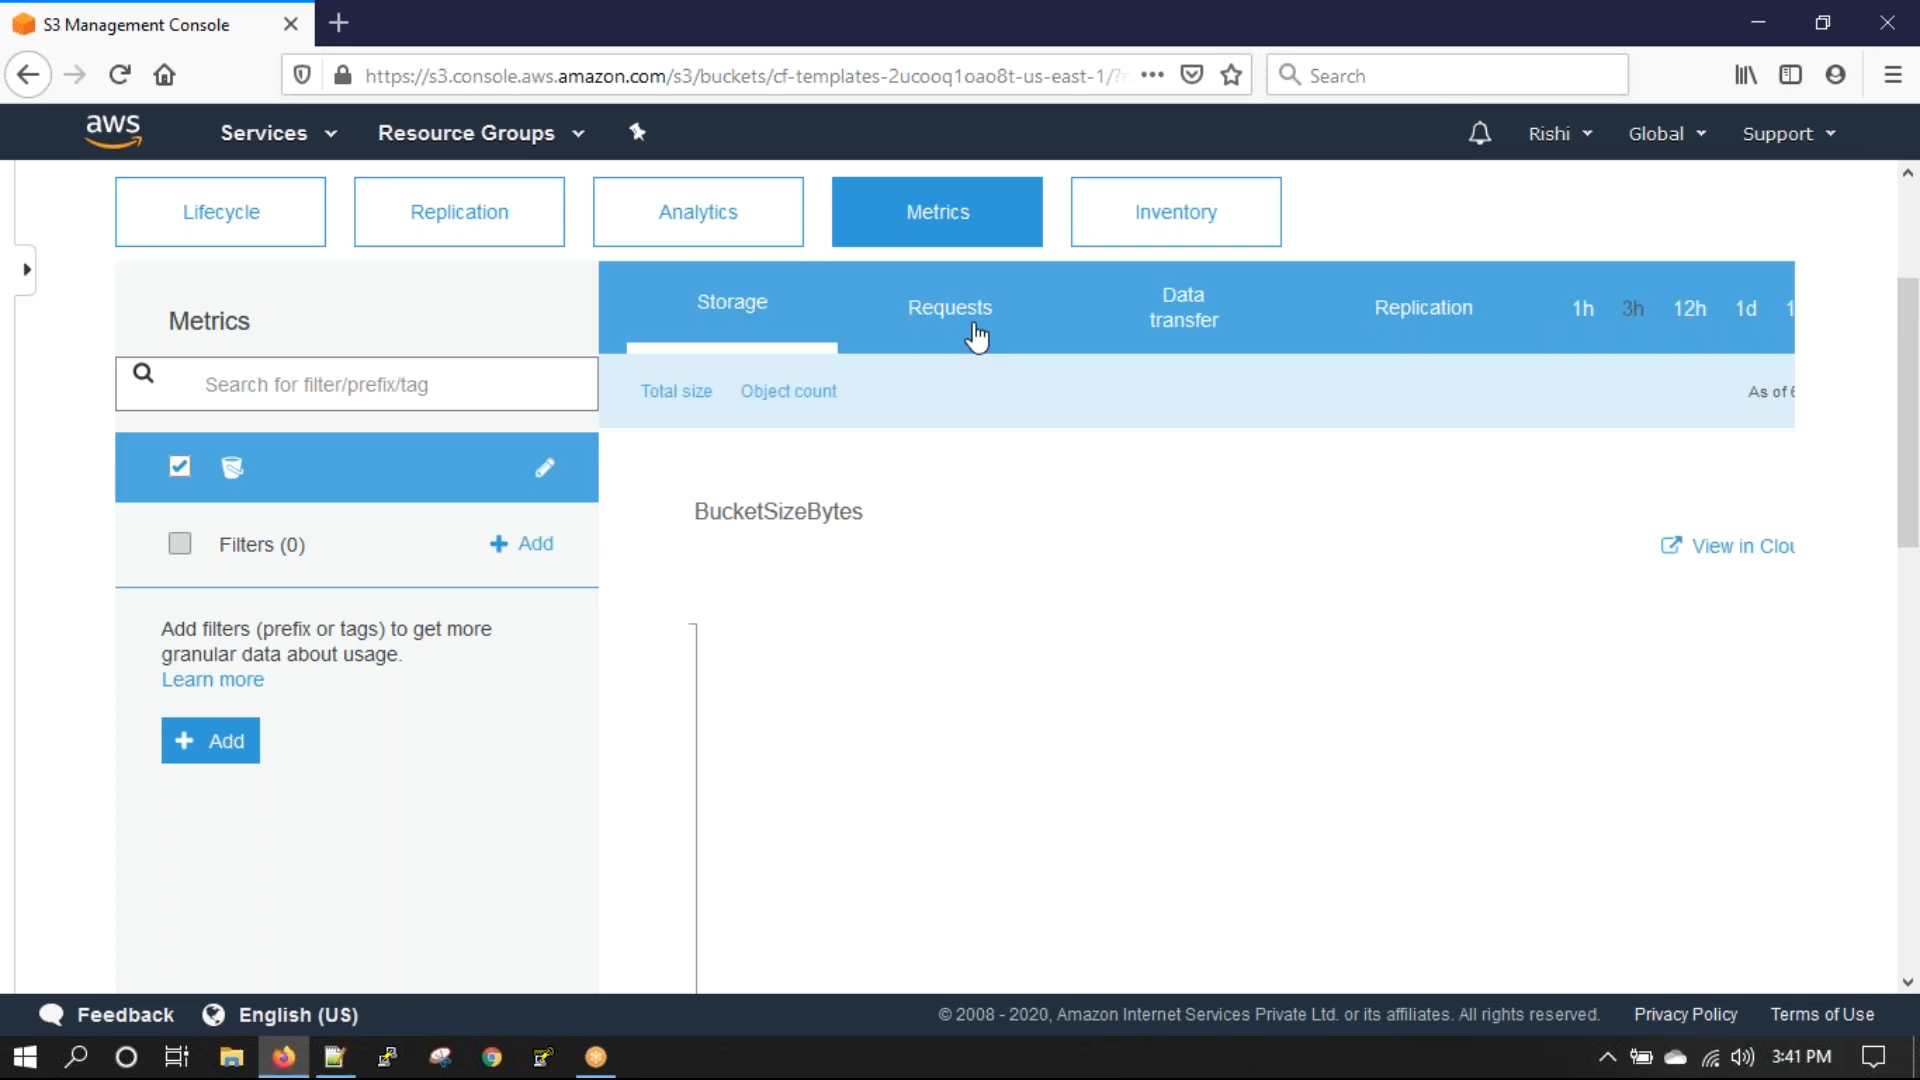 S3 Management Console
https://s3.console.aws.amazon.com/s3/buckets/cf-templates-2ucooq1oao8t-us-east-1/?
Search
aws
Services
Resource Groups
Rishi
Global
Support
Lifecycle
Replication
Analytics
Metrics
Inventory
Metrics
Storage
Requests
Data
transfer
Replication
1h
3h
12h
1d
1
Search for filter/prefix/tag
Total size
Object count
As of 6
BucketSizeBytes
Filters (0)
Add
View in Clou
Add filters (prefix or tags) to get more
granular data about usage.
Learn more
Add
Feedback
English (US)
© 2008 - 2020, Amazon Internet Services Private Ltd. or its affiliates. All rights reserved.
Privacy Policy
Terms of Use
3:41 PM